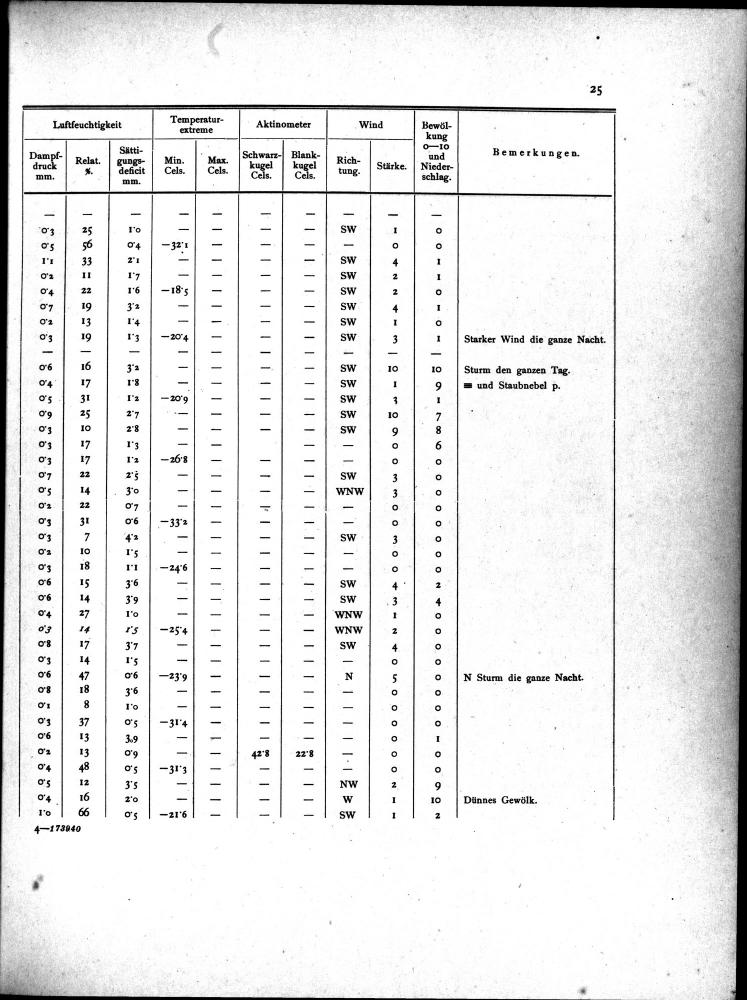 25
Luftfeuchtigkeit | Temperatur-extreme | Aktinometer | Wind | Bewöl-kung 0—10 und Nieder-schlag. | Bemerkungen.
Dampf-druck mm. | Relat. %. | Sätti-gungs-deficit mm. | Min. Cels. | Max. Cels. | Schwarz-kugel Cels. | Blank-kugel Cels. | Rich-tung. | Stärke.
— — — — — — — — — —
0·3 25 1·0 — — — — SW 1 0
0·5 56 0·4 —32·1 — — — — 0 0
1·1 33 2·1 — — — — SW 4 1
0·2 11 1·7 — — — — SW 2 1
0·4 22 1·6 —18·5 — — — SW 2 0
0·7 19 3·2 — — — — SW 4 1
0·2 13 1·4 — — — — SW 1 0
0·3 19 1·3 —20·4 — — — SW 3 1 Starker Wind die ganze Nacht.
— — — — — — — — — —
0·6 16 3·2 — — — — SW 10 10 Sturm den ganzen Tag.
0·4 17 1·8 — — — — SW 1 9 ≡ und Staubnebel p.
0·5 31 1·2 —20·9 — — — SW 3 1
0·9 25 2·7 — — — — SW 10 7
0·3 10 2·8 — — — — SW 9 8
0·3 17 1·3 — — — — — 0 6
0·3 17 1·2 —26·8 — — — — 0 0
0·7 22 2·5 — — — — SW 3 0
0·5 14 3·0 — — — — WNW 3 0
0·2 22 0·7 — — — — — 0 0
0·3 31 0·6 —33·2 — — — — 0 0
0·3 7 4·2 — — — — SW 3 0
0·2 10 1·5 — — — — — 0 0
0·3 18 1·1 —24·6 — — — — 0 0
0·6 15 3·6 — — — — SW 4 2
0·6 14 3·9 — — — — SW 3 4
0·4 27 1·0 — — — — WNW 1 0
0·3 14 1·5 —25·4 — — — WNW 2 0
0·8 17 3·7 — — — — SW 4 0
0·3 14 1·5 — — — — — 0 0
0·6 47 0·6 —23·9 — — — N 5 0 N Sturm die ganze Nacht.
0·8 18 3·6 — — — — — 0 0
0·1 8 1·0 — — — — — 0 0
0·3 37 0·5 —31·4 — — — — 0 0
0·6 13 3,9 — — — — — 0 1
0·2 13 0·9 — — 42·8 22·8 — 0 0
0·4 48 0·5 —31·3 — — — — 0 0
0·5 12 3·5 — — — — NW 2 9
0·4 16 2·0 — — — — W 1 10 Dünnes Gewölk.
1·0 66 0·5 —21·6 — — — SW 1 2
4—173940